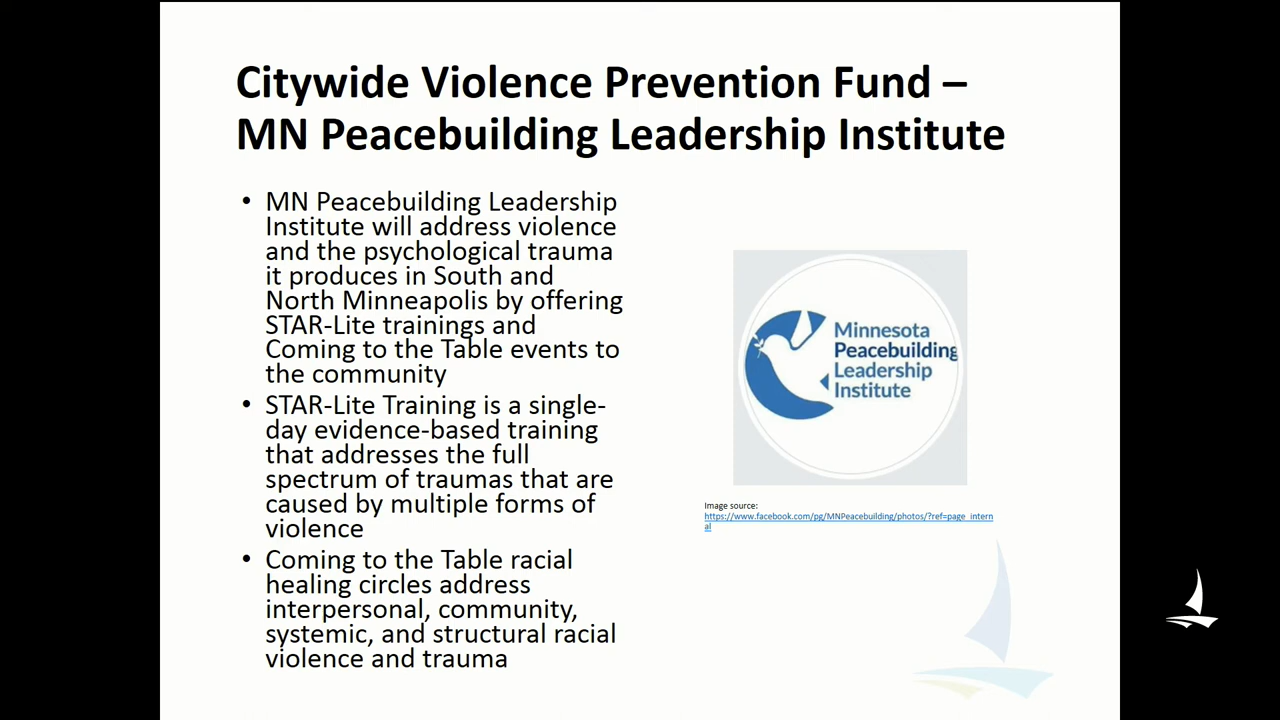 Citywide Violence Prevention Fund –
MN Peacebuilding Leadership Institute
• MN Peacebuilding Leadership
Institute will address violence
and the psychological trauma
it produces in South and
North Minneapolis by offering
STAR-Lite trainings and
Coming to the Table events to
the community
• STAR-Lite Training is a single-
day evidence-based training
that addresses the full
spectrum of traumas that are
caused by multiple forms of
violence
• Coming to the Table racial
healing circles address
interpersonal, community,
systemic, and structural racial
violence and trauma
Minnesota
Peacebuilding
Leadership
Institute
Image source:
https://www.facebook.com/pg/MNPeacebuilding/photos/?ref=page_intern
al